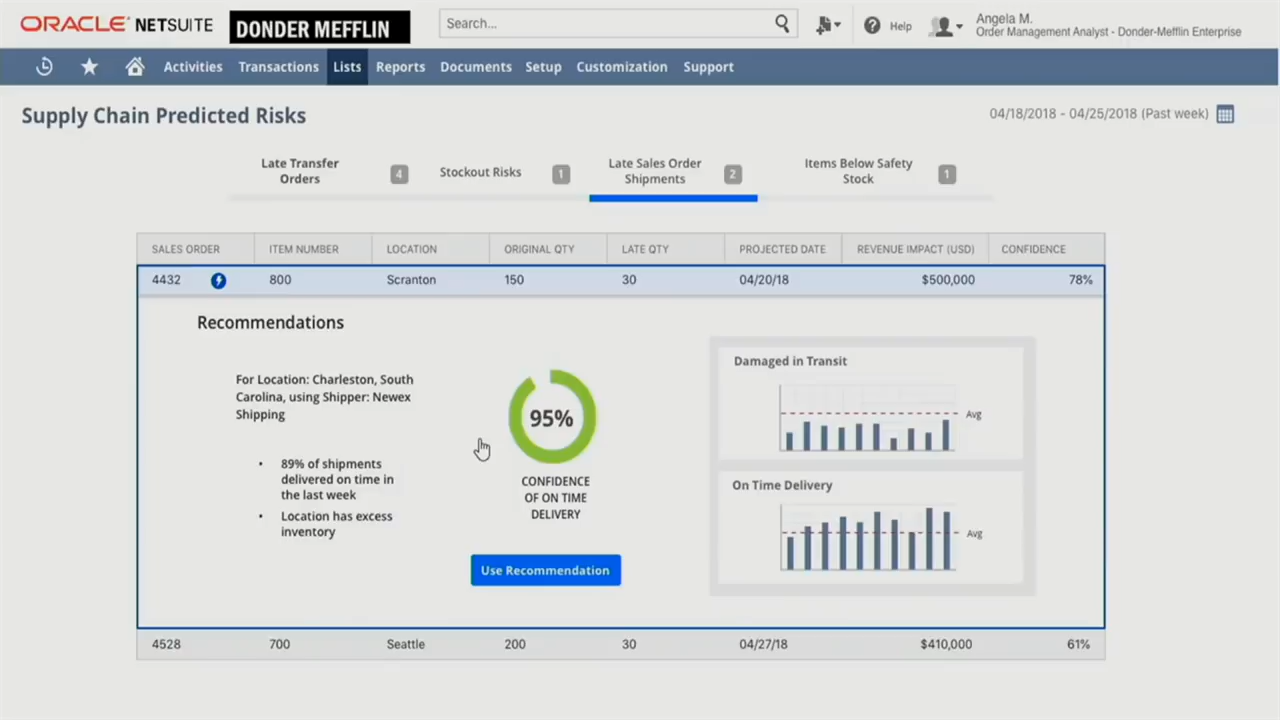 ORACLE NETSUITE
DONDER MEFFLIN
Search...
Help
Angela M.
Order Management Analyst - Donder-Mefflin Enterprise
Activities Transactions Lists Reports Documents Setup Customization Support
Supply Chain Predicted Risks
04/18/2018 - 04/25/2018 (Past week)
Late Transfer
Orders
4
Stockout Risks
1
Late Sales Order
Shipments
2
Items Below Safety
Stock
1
SALES ORDER ITEM NUMBER LOCATION ORIGINAL QTY LATE QTY PROJECTED DATE REVENUE IMPACT (USD) CONFIDENCE
4432 800 Scranton 150 30 04/20/18 $500,000 78%
Recommendations
For Location: Charleston, South
Carolina, using Shipper: Newex
Shipping
• 89% of shipments
delivered on time in
the last week
• Location has excess
inventory
95%
CONFIDENCE
OF ON TIME
DELIVERY
Use Recommendation
Damaged in Transit
Avg
On Time Delivery
Avg
4528 700 Seattle 200 30 04/27/18 $410,000 61%